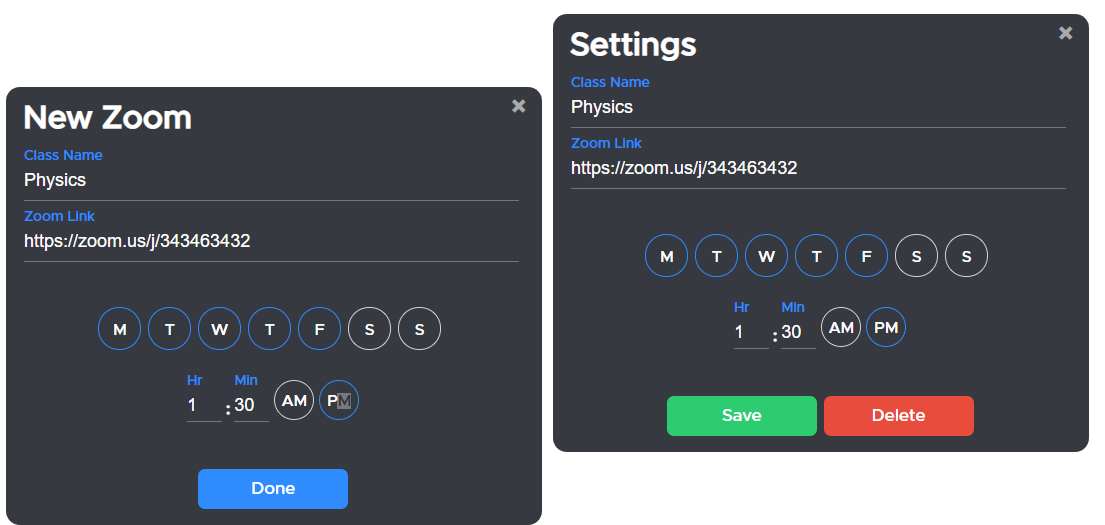 New Zoom
Class Name
Physics
Zoom Link
https://zoom.us/j/343463432
M T W T F S S
Hr Min
1 : 30 AM PM
Done
Settings
Class Name
Physics
Zoom Link
https://zoom.us/j/343463432
M T W T F S S
Hr Min
1 : 30 AM PM
Save Delete